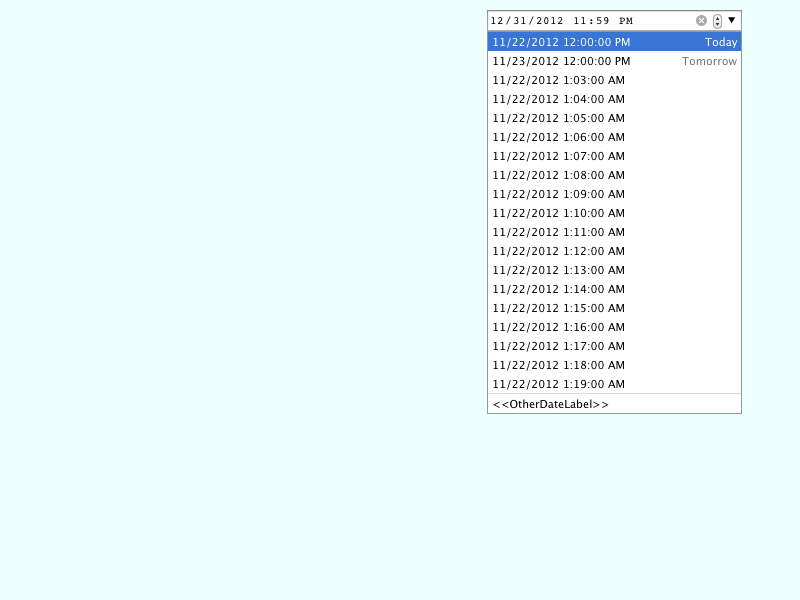 12/31/2012 11:59 PM
11/22/2012 12:00:00 PM Today
11/23/2012 12:00:00 PM Tomorrow
11/22/2012 1:03:00 AM
11/22/2012 1:04:00 AM
11/22/2012 1:05:00 AM
11/22/2012 1:06:00 AM
11/22/2012 1:07:00 AM
11/22/2012 1:08:00 AM
11/22/2012 1:09:00 AM
11/22/2012 1:10:00 AM
11/22/2012 1:11:00 AM
11/22/2012 1:12:00 AM
11/22/2012 1:13:00 AM
11/22/2012 1:14:00 AM
11/22/2012 1:15:00 AM
11/22/2012 1:16:00 AM
11/22/2012 1:17:00 AM
11/22/2012 1:18:00 AM
11/22/2012 1:19:00 AM
<<OtherDateLabel>>